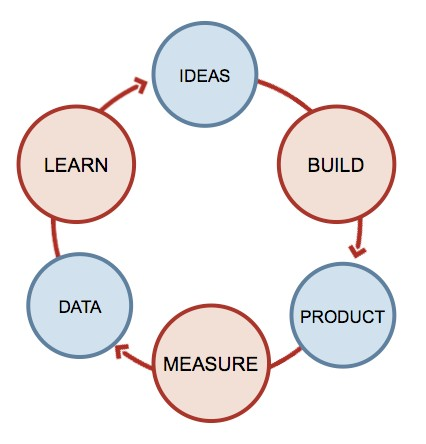 IDEAS
BUILD
PRODUCT
MEASURE
DATA
LEARN